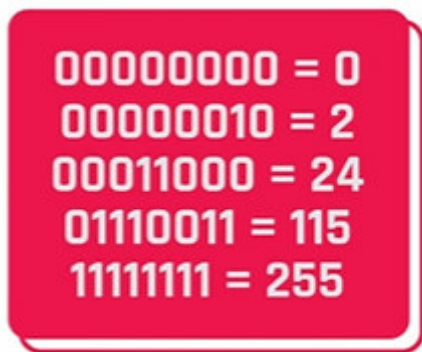 00000000 = 0
00000010 = 2
00011000 = 24
01110011 = 115
11111111 = 255